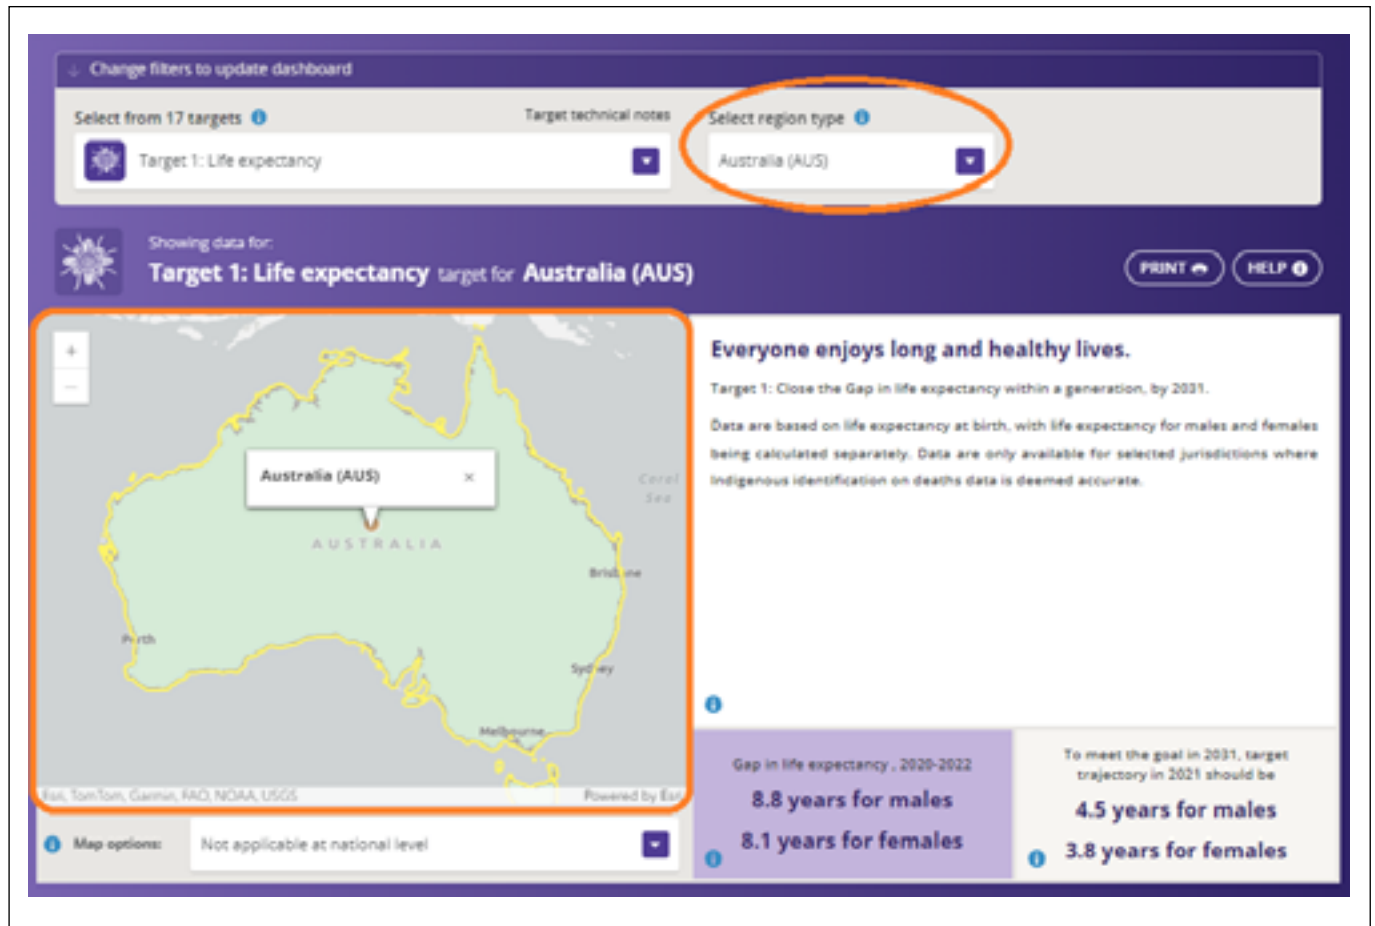 Change filters to update dashboard
Select from 17 targets
Target technical notes
Select region type
Target 1: Life expectancy
Australia (AUS)
Showing data for:
Target 1: Life expectancy target for Australia (AUS)
PRINT
HELP
+
−
Australia (AUS)
×
Coral
Sea
AUSTRALIA
Brisbane
Perth
Sydney
Melbourne
Esri, TomTom, Garmin, FAO, NOAA, USGS
Powered by Esri
Map options:
Not applicable at national level
Everyone enjoys long and healthy lives.
Target 1: Close the Gap in life expectancy within a generation, by 2031.
Data are based on life expectancy at birth, with life expectancy for males and females
being calculated separately. Data are only available for selected jurisdictions where
Indigenous identification on deaths data is deemed accurate.
Gap in life expectancy , 2020-2022
8.8 years for males
8.1 years for females
To meet the goal in 2031, target
trajectory in 2021 should be
4.5 years for males
3.8 years for females